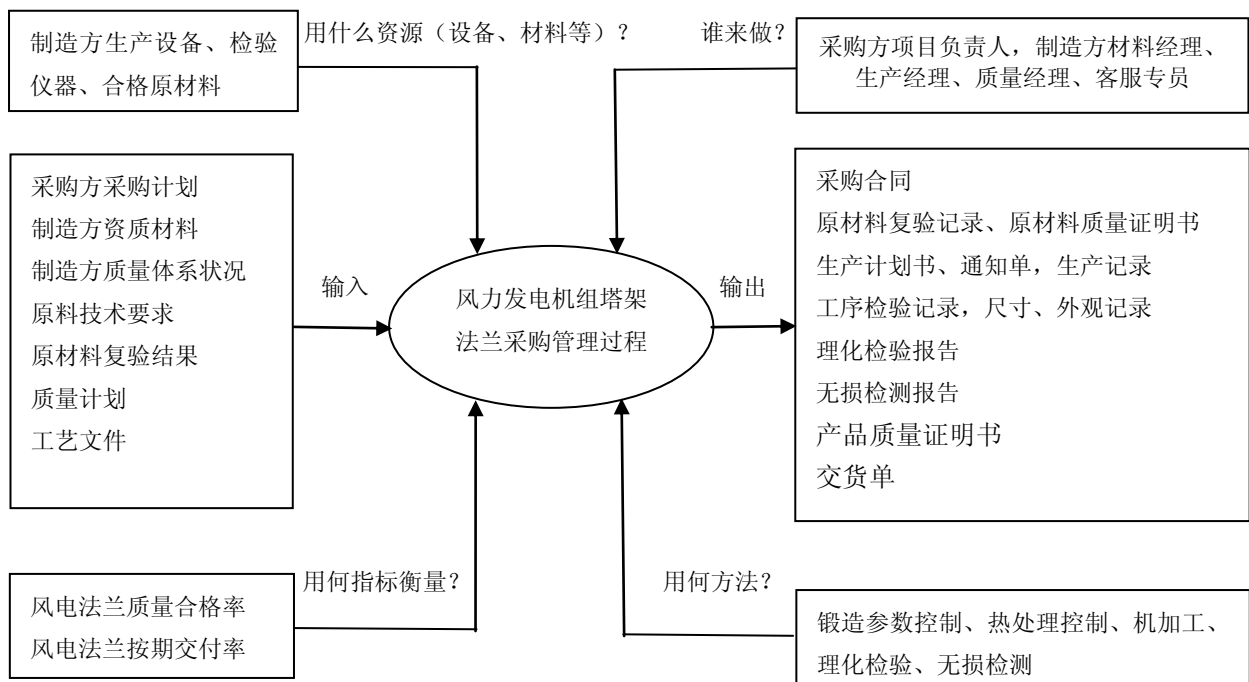 制造方生产设备、检验
仪器、合格原材料
用什么资源（设备、材料等）？
谁来做？
采购方项目负责人，制造方材料经理、
生产经理、质量经理、客服专员
采购方采购计划
制造方资质材料
制造方质量体系状况
原料技术要求
原材料复验结果
质量计划
工艺文件
输入
风力发电机组塔架
法兰采购管理过程
输出
采购合同
原材料复验记录、原材料质量证明书
生产计划书、通知单，生产记录
工序检验记录，尺寸、外观记录
理化检验报告
无损检测报告
产品质量证明书
交货单
用何指标衡量？
风电法兰质量合格率
风电法兰按期交付率
用何方法？
锻造参数控制、热处理控制、机加工、
理化检验、无损检测